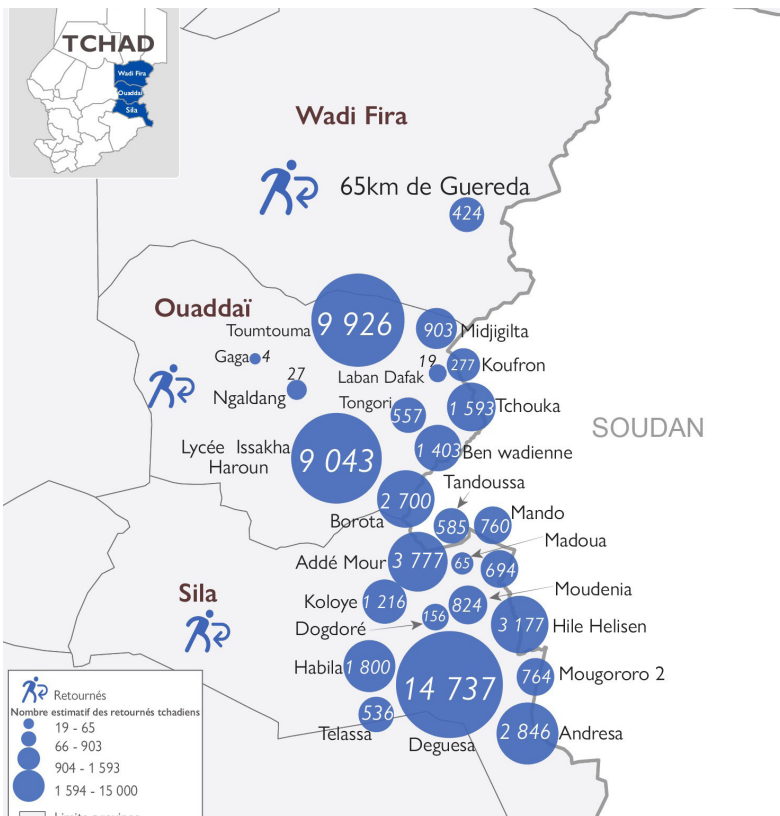 TCHAD
Wadi Fira
Ouaddaï
Sila
Wadi Fira
65km de Guereda
424
Ouaddaï
Toumtouma
9 926
903
Midjigilta
Gaga
4
19
277
Koufron
27
Laban Dafak
Ngaldang
Tongori
557
1 593
Tchouka
SOUDAN
Lycée Issakha
Haroun
9 043
1 403
Ben wadienne
Tandoussa
2 700
Borota
585
760
Mando
Madoua
Addé Mour
3 777
65
694
Sila
Moudenia
Koloye
1 216
824
Dogdoré
156
3 177
Hile Helisen
Habila
1 800
14 737
764
Mougororo 2
536
Telassa
Deguesa
2 846
Andresa
Retournés
Nombre estimatif des retournés tchadiens
19 - 65
66 - 903
904 - 1 593
1 594 - 15 000